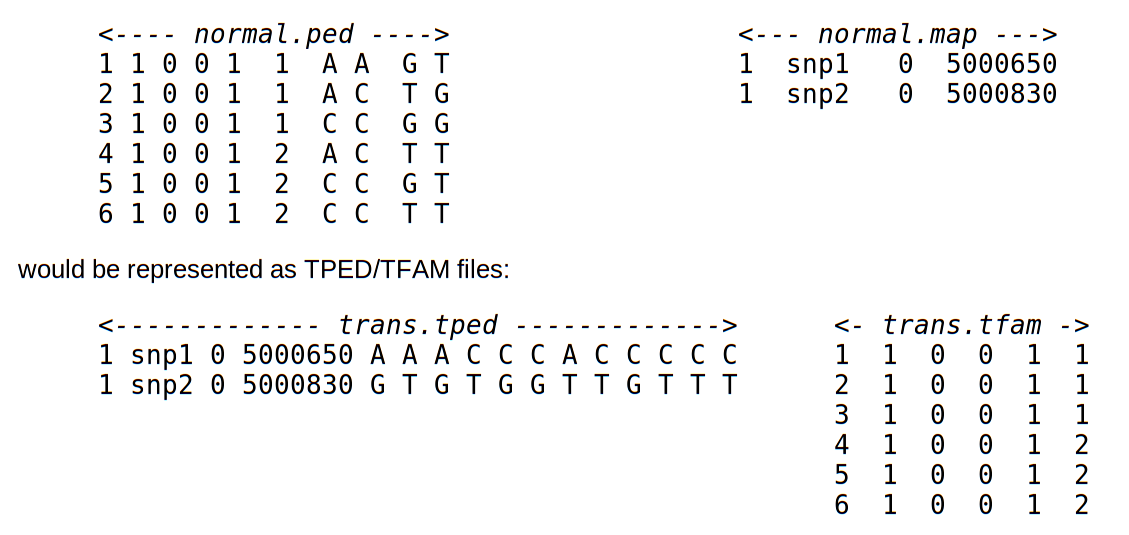 <---- normal.ped ---->    <--- normal.map --->
1 1 0 0 1  1  A A  G T    1  snp1   0  5000650
2 1 0 0 1  1  A C  T G    1  snp2   0  5000830
3 1 0 0 1  1  C C  G G
4 1 0 0 1  2  A C  T T
5 1 0 0 1  2  C C  G T
6 1 0 0 1  2  C C  T T
would be represented as TPED/TFAM files:
<------------- trans.tped ------------->    <- trans.tfam ->
1 snp1 0 5000650 A A A C C C A C C C C C    1  1  0  0  1  1
1 snp2 0 5000830 G T G T G G T T G T T T    2  1  0  0  1  1
3  1  0  0  1  1
4  1  0  0  1  2
5  1  0  0  1  2
6  1  0  0  1  2